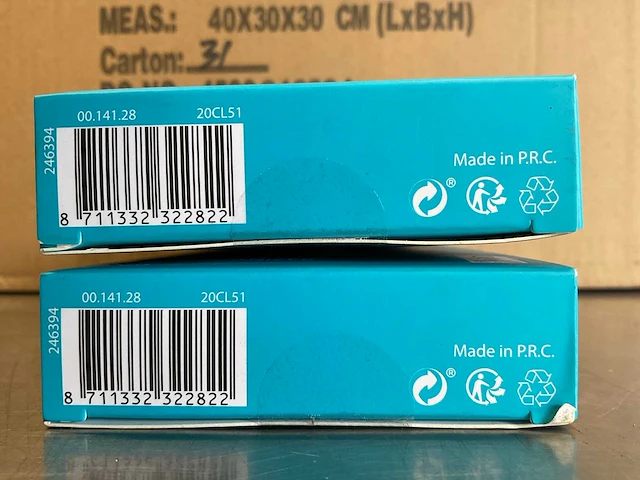 MEAS.: 40X30X30 CM (LxBxH)
Carton: 31
00.141.28 20CL51
246394
8 711332 322822
Made in P.R.C.
®
00.141.28 20CL51
246394
8 711332 322822
Made in P.R.C.
®